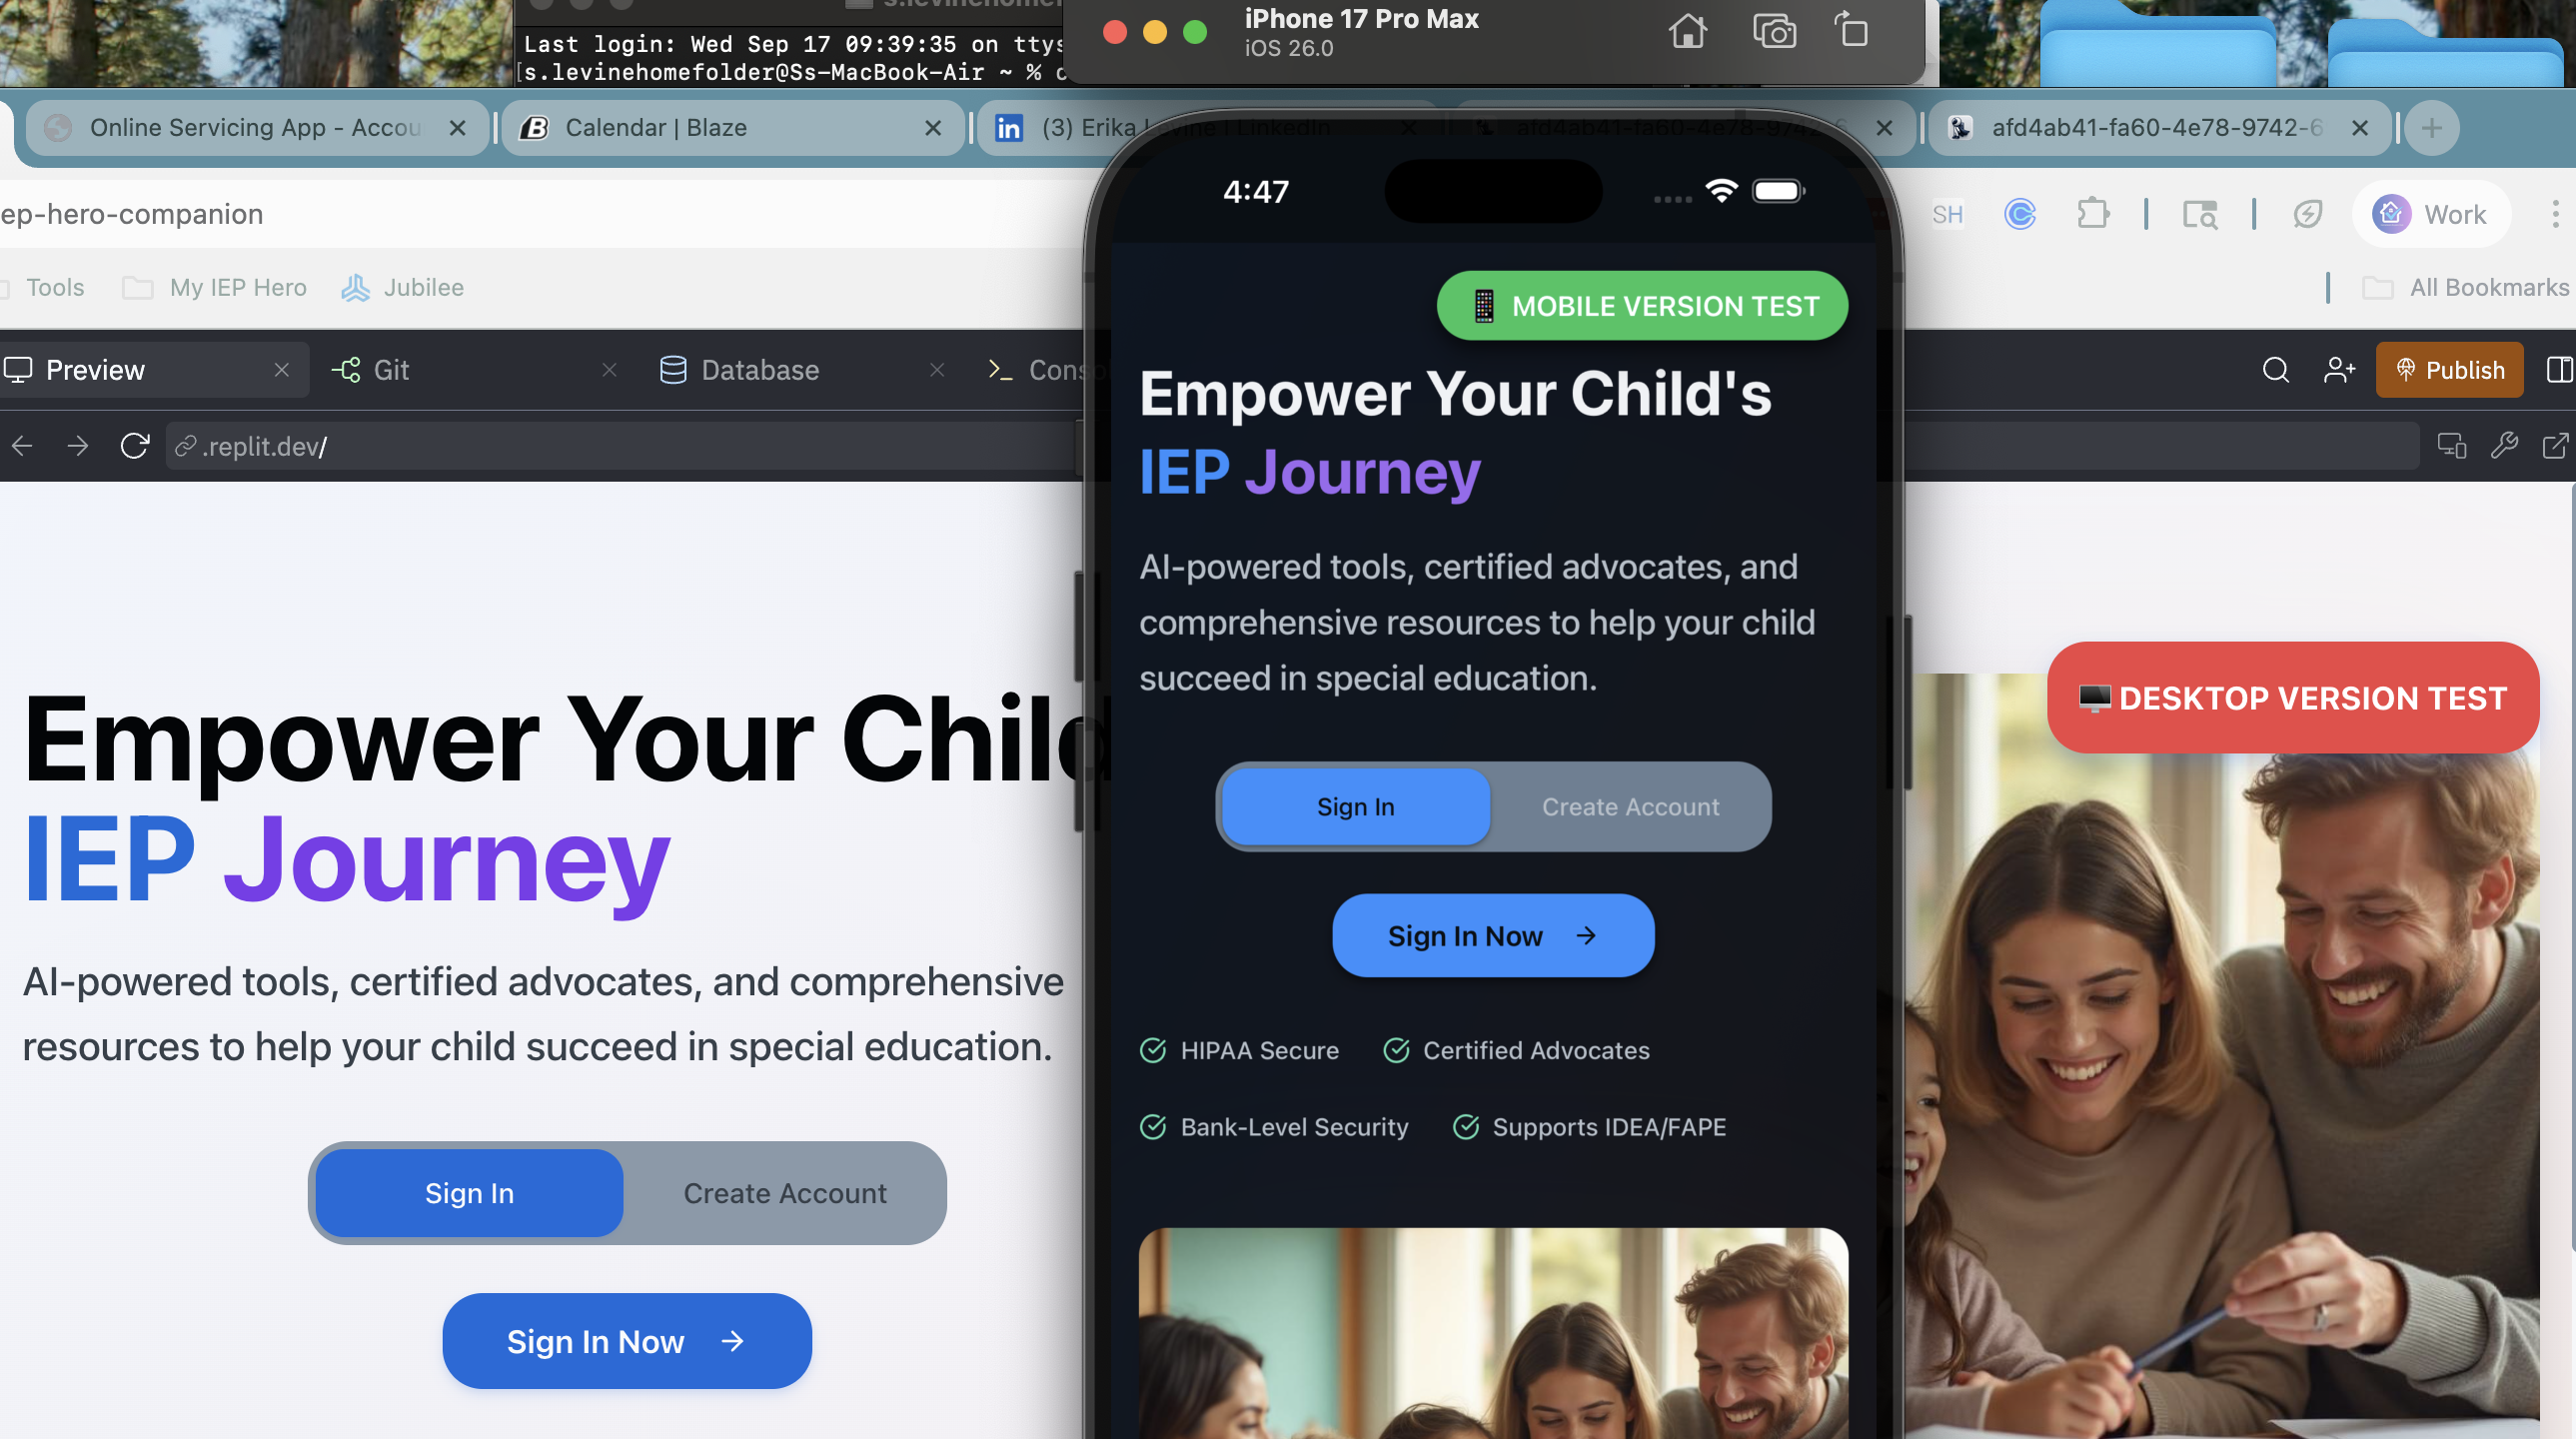 Last login: Wed Sep 17 09:39:35 on ttys
s.levinehomefolder@Ss-MacBook-Air ~ %
iPhone 17 Pro Max
iOS 26.0
Online Servicing App - Accou
Calendar | Blaze
(3) Erika Levine | LinkedIn
afd4ab41-fa60-4e78-9742-6
afd4ab41-fa60-4e78-9742-6
ep-hero-companion
SH
Work
Tools
My IEP Hero
Jubilee
All Bookmarks
Preview
Git
Database
Conso
Publish
.replit.dev/
4:47
MOBILE VERSION TEST
Empower Your Child's
IEP Journey
AI-powered tools, certified advocates, and
comprehensive resources to help your child
succeed in special education.
Sign In
Create Account
Sign In Now
HIPAA Secure
Certified Advocates
Bank-Level Security
Supports IDEA/FAPE
DESKTOP VERSION TEST
Empower Your Child
IEP Journey
AI-powered tools, certified advocates, and comprehensive
resources to help your child succeed in special education.
Sign In
Create Account
Sign In Now